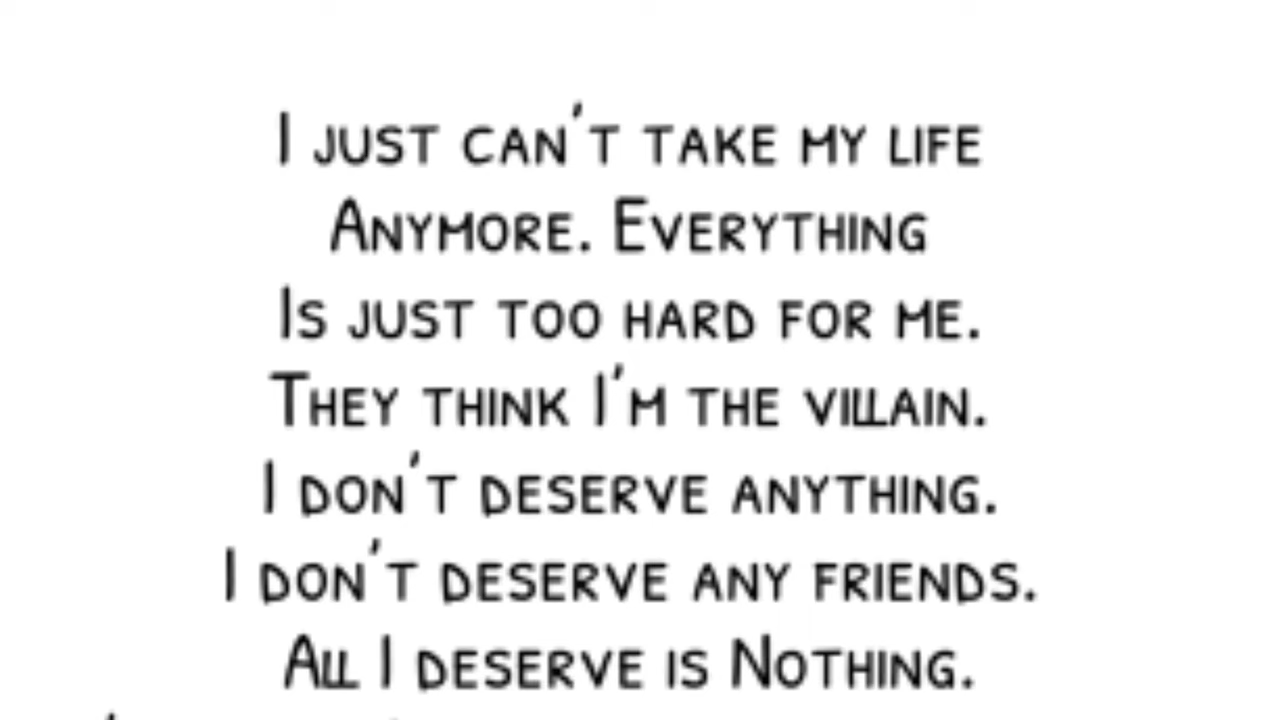 I just can't take my life
Anymore. Everything
Is just too hard for me.
They think I'm the villain.
I don't deserve anything.
I don't deserve any friends.
All I deserve is Nothing.